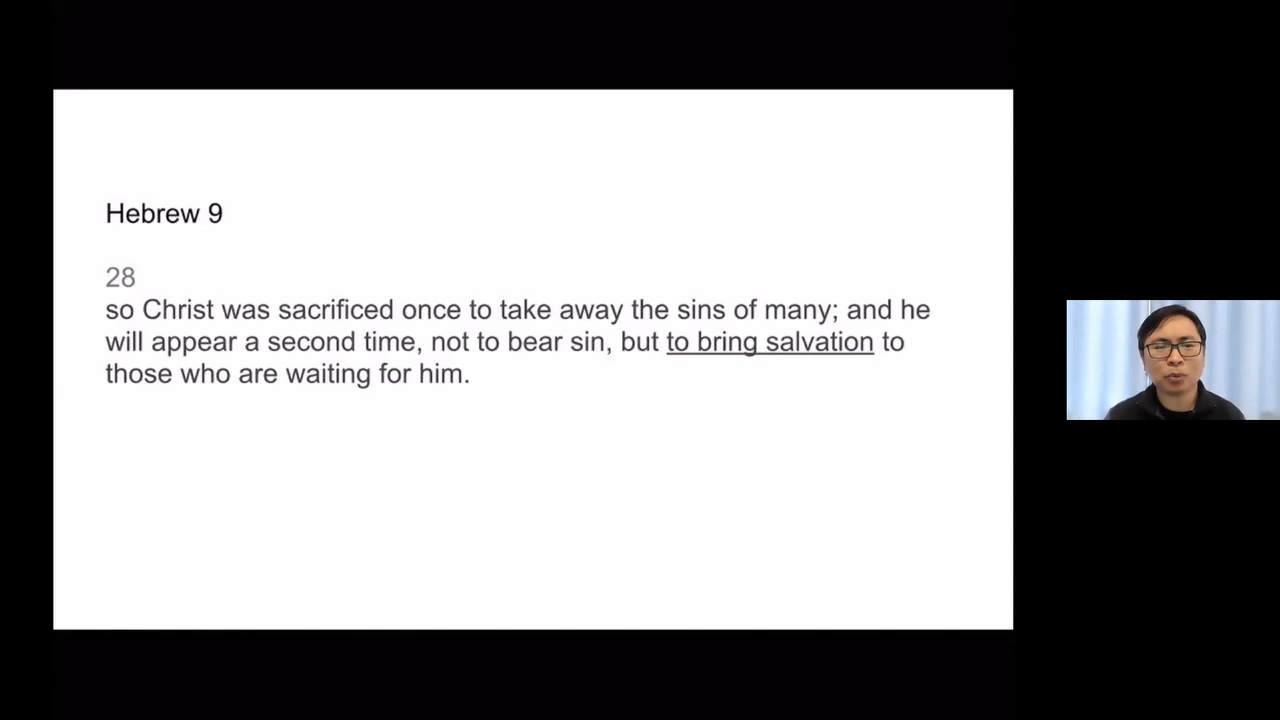 Hebrew 9
28
so Christ was sacrificed once to take away the sins of many; and he
will appear a second time, not to bear sin, but to bring salvation to
those who are waiting for him.